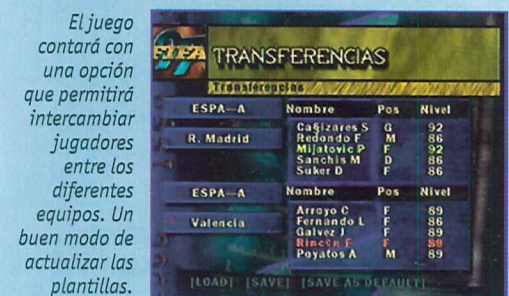 El juego
contará con
una opción
que permitirá
intercambiar
jugadores
entre los
diferentes
equipos. Un
buen modo de
actualizar las
plantillas.
FIFA 97
TRANSFERENCIAS
Transferencias
ESPA—A
R. Madrid
Nombre Pos Nivel
Cañizares S G 92
Redondo F M 86
Mijatovic P F 92
Sanchis M D 86
Suker D F 86
ESPA—A
Valencia
Nombre Pos Nivel
Arroyo C F 89
Fernando L F 86
Galvez J F 89
Rincón F F 89
Poyatos A M 89
[LOAD] [SAVE] [SAVE AS DEFAULT]